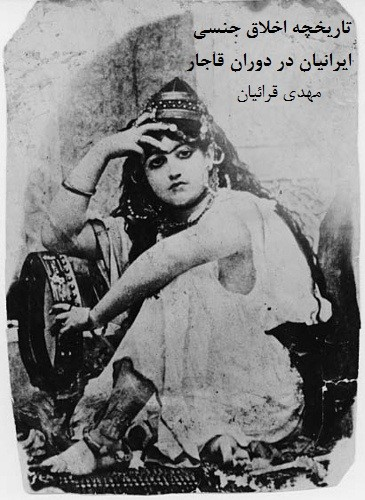 تاریخچه اخلاق جنسی
ایرانیان در دوران قاجار
مهدی قرائیان